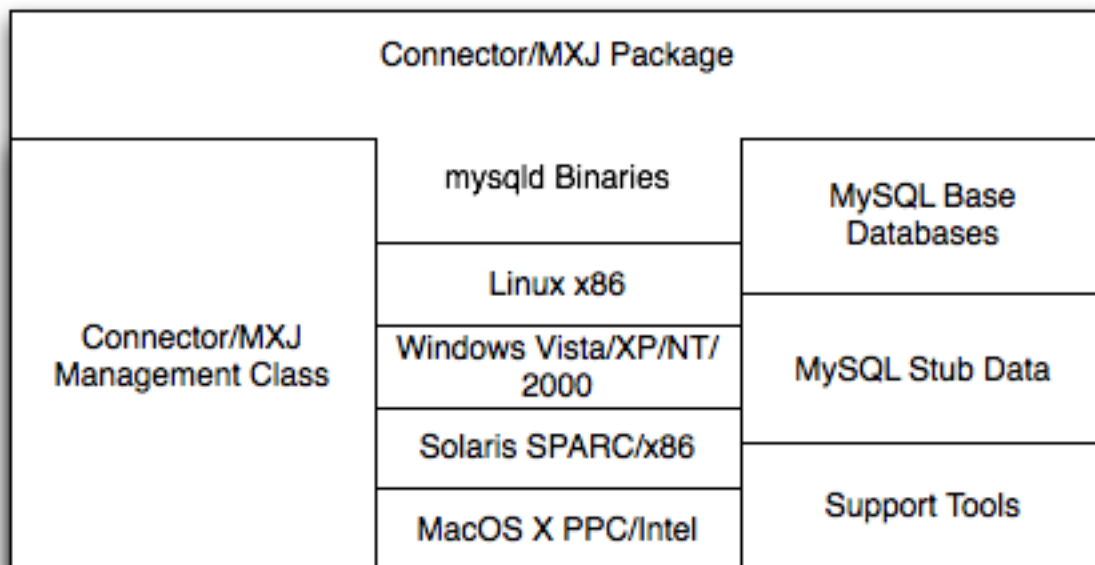 Connector/MXJ Package
Connector/MXJ
Management Class
mysqld Binaries
Linux x86
Windows Vista/XP/NT/
2000
Solaris SPARC/x86
MacOS X PPC/Intel
MySQL Base
Databases
MySQL Stub Data
Support Tools